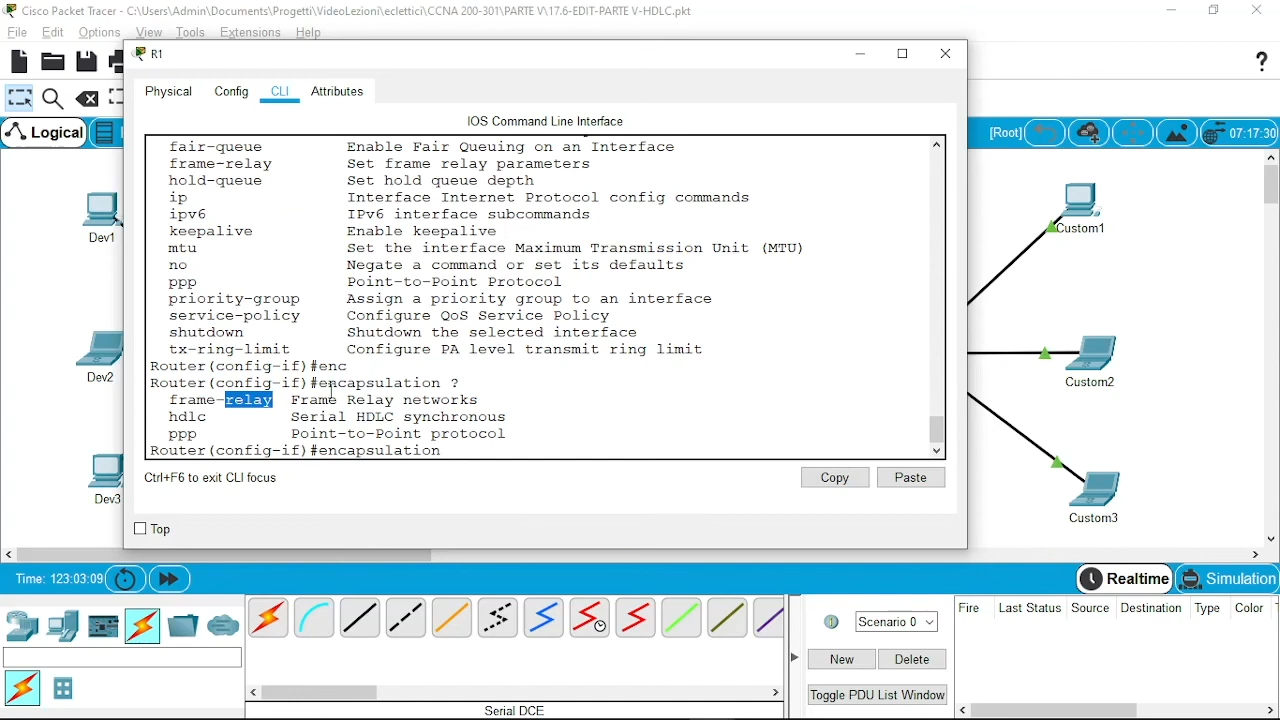 Cisco Packet Tracer - C:\Users\Admin\Documents\Progetti\VideoLezioni\eclettici\CCNA 200-301\PARTE V\17.6-EDIT-PARTE V-HDLC.pkt
File Edit Options View Tools Extensions Help
R1
Physical Config CLI Attributes
IOS Command Line Interface
Logical
[Root] 07:17:30
fair-queue Enable Fair Queuing on an Interface
frame-relay Set frame relay parameters
hold-queue Set hold queue depth
ip Interface Internet Protocol config commands
ipv6 IPv6 interface subcommands
keepalive Enable keepalive
mtu Set the interface Maximum Transmission Unit (MTU)
no Negate a command or set its defaults
ppp Point-to-Point Protocol
priority-group Assign a priority group to an interface
service-policy Configure QoS Service Policy
shutdown Shutdown the selected interface
tx-ring-limit Configure PA level transmit ring limit
Router(config-if)#enc
Router(config-if)#encapsulation ?
frame-relay Frame Relay networks
hdlc Serial HDLC synchronous
ppp Point-to-Point protocol
Router(config-if)#encapsulation
Ctrl+F6 to exit CLI focus
Copy Paste
Top
Dev1
Dev2
Dev3
Custom1
Custom2
Custom3
Time: 123:03:09
Realtime Simulation
Scenario 0
New Delete
Toggle PDU List Window
Fire Last Status Source Destination Type Color
Serial DCE